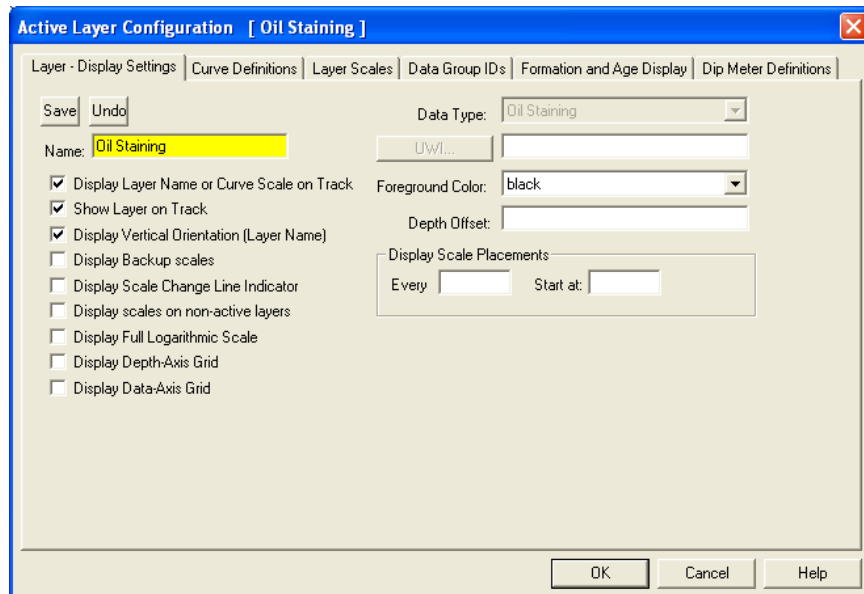 Active Layer Configuration [ Oil Staining ]
Layer - Display Settings
Curve Definitions
Layer Scales
Data Group IDs
Formation and Age Display
Dip Meter Definitions
Save
Undo
Name: Oil Staining
Display Layer Name or Curve Scale on Track
Show Layer on Track
Display Vertical Orientation (Layer Name)
Display Backup scales
Display Scale Change Line Indicator
Display scales on non-active layers
Display Full Logarithmic Scale
Display Depth-Axis Grid
Display Data-Axis Grid
Data Type: Oil Staining
UWI...
Foreground Color: black
Depth Offset:
Display Scale Placements
Every
Start at:
OK
Cancel
Help